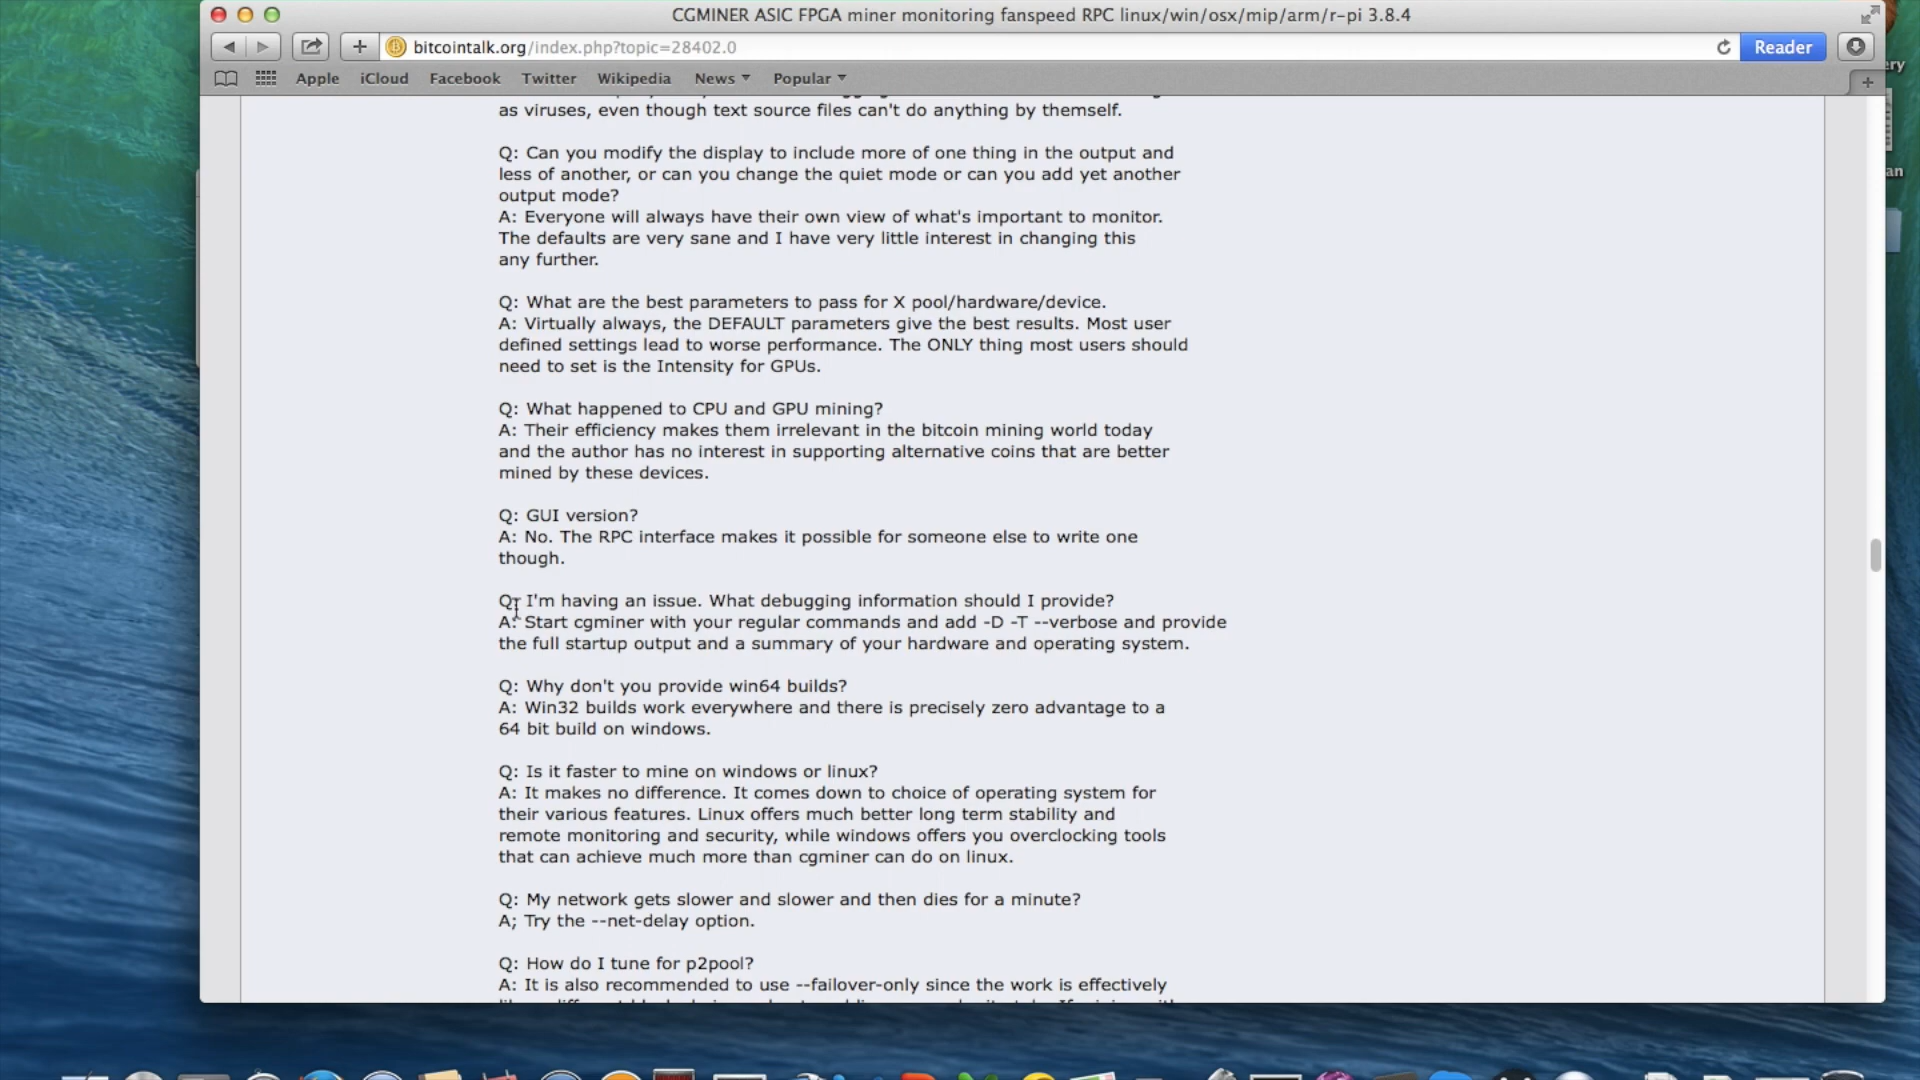 CGMINER ASIC FPGA miner monitoring fanspeed RPC linux/win/osx/mip/arm/r-pi 3.8.4
bitcointalk.org/index.php?topic=28402.0
Reader
Apple iCloud Facebook Twitter Wikipedia News Popular
as viruses, even though text source files can't do anything by themself.
Q: Can you modify the display to include more of one thing in the output and
less of another, or can you change the quiet mode or can you add yet another
output mode?
A: Everyone will always have their own view of what's important to monitor.
The defaults are very sane and I have very little interest in changing this
any further.
Q: What are the best parameters to pass for X pool/hardware/device.
A: Virtually always, the DEFAULT parameters give the best results. Most user
defined settings lead to worse performance. The ONLY thing most users should
need to set is the Intensity for GPUs.
Q: What happened to CPU and GPU mining?
A: Their efficiency makes them irrelevant in the bitcoin mining world today
and the author has no interest in supporting alternative coins that are better
mined by these devices.
Q: GUI version?
A: No. The RPC interface makes it possible for someone else to write one
though.
Q: I'm having an issue. What debugging information should I provide?
A: Start cgminer with your regular commands and add -D -T --verbose and provide
the full startup output and a summary of your hardware and operating system.
Q: Why don't you provide win64 builds?
A: Win32 builds work everywhere and there is precisely zero advantage to a
64 bit build on windows.
Q: Is it faster to mine on windows or linux?
A: It makes no difference. It comes down to choice of operating system for
their various features. Linux offers much better long term stability and
remote monitoring and security, while windows offers you overclocking tools
that can achieve much more than cgminer can do on linux.
Q: My network gets slower and slower and then dies for a minute?
A; Try the --net-delay option.
Q: How do I tune for p2pool?
A: It is also recommended to use --failover-only since the work is effectively